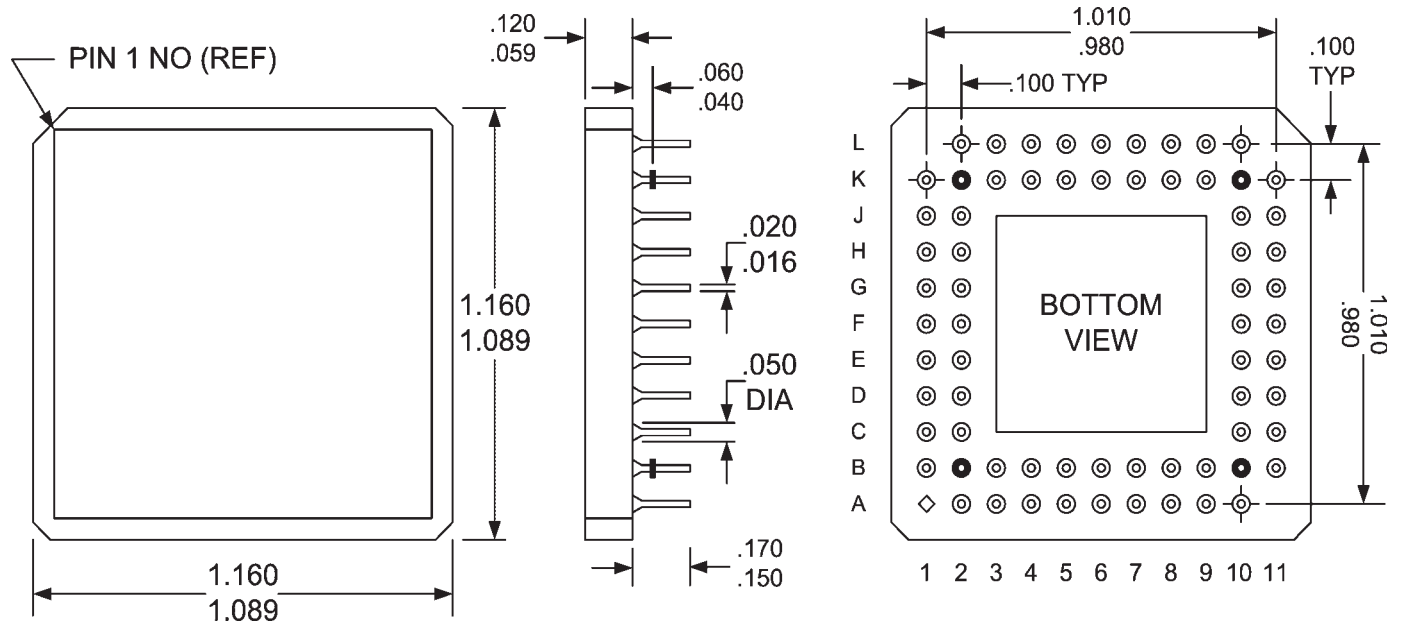 PIN 1 NO (REF)
1.160
1.089
1.160
1.089
.120
.059
.060
.040
.020
.016
.050
DIA
.170
.150
1.010
.980
.100 TYP
.100
TYP
1.010
.980
L
K
J
H
G
F
E
D
C
B
A
BOTTOM
VIEW
1 2 3 4 5 6 7 8 9 10 11